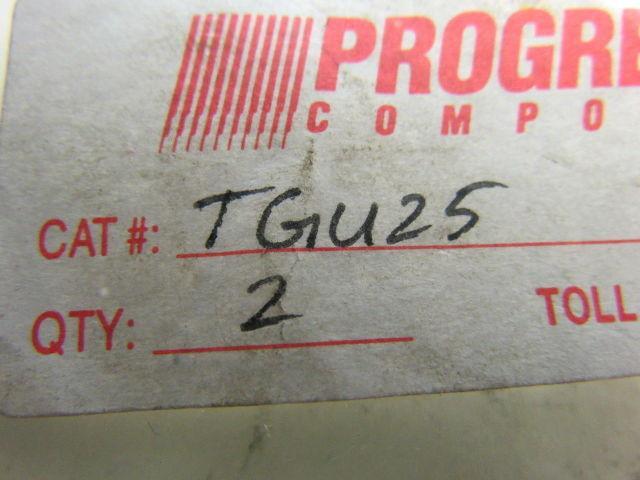 PROGRE
COMPO
CAT #: TGU25
QTY: 2 TOLL